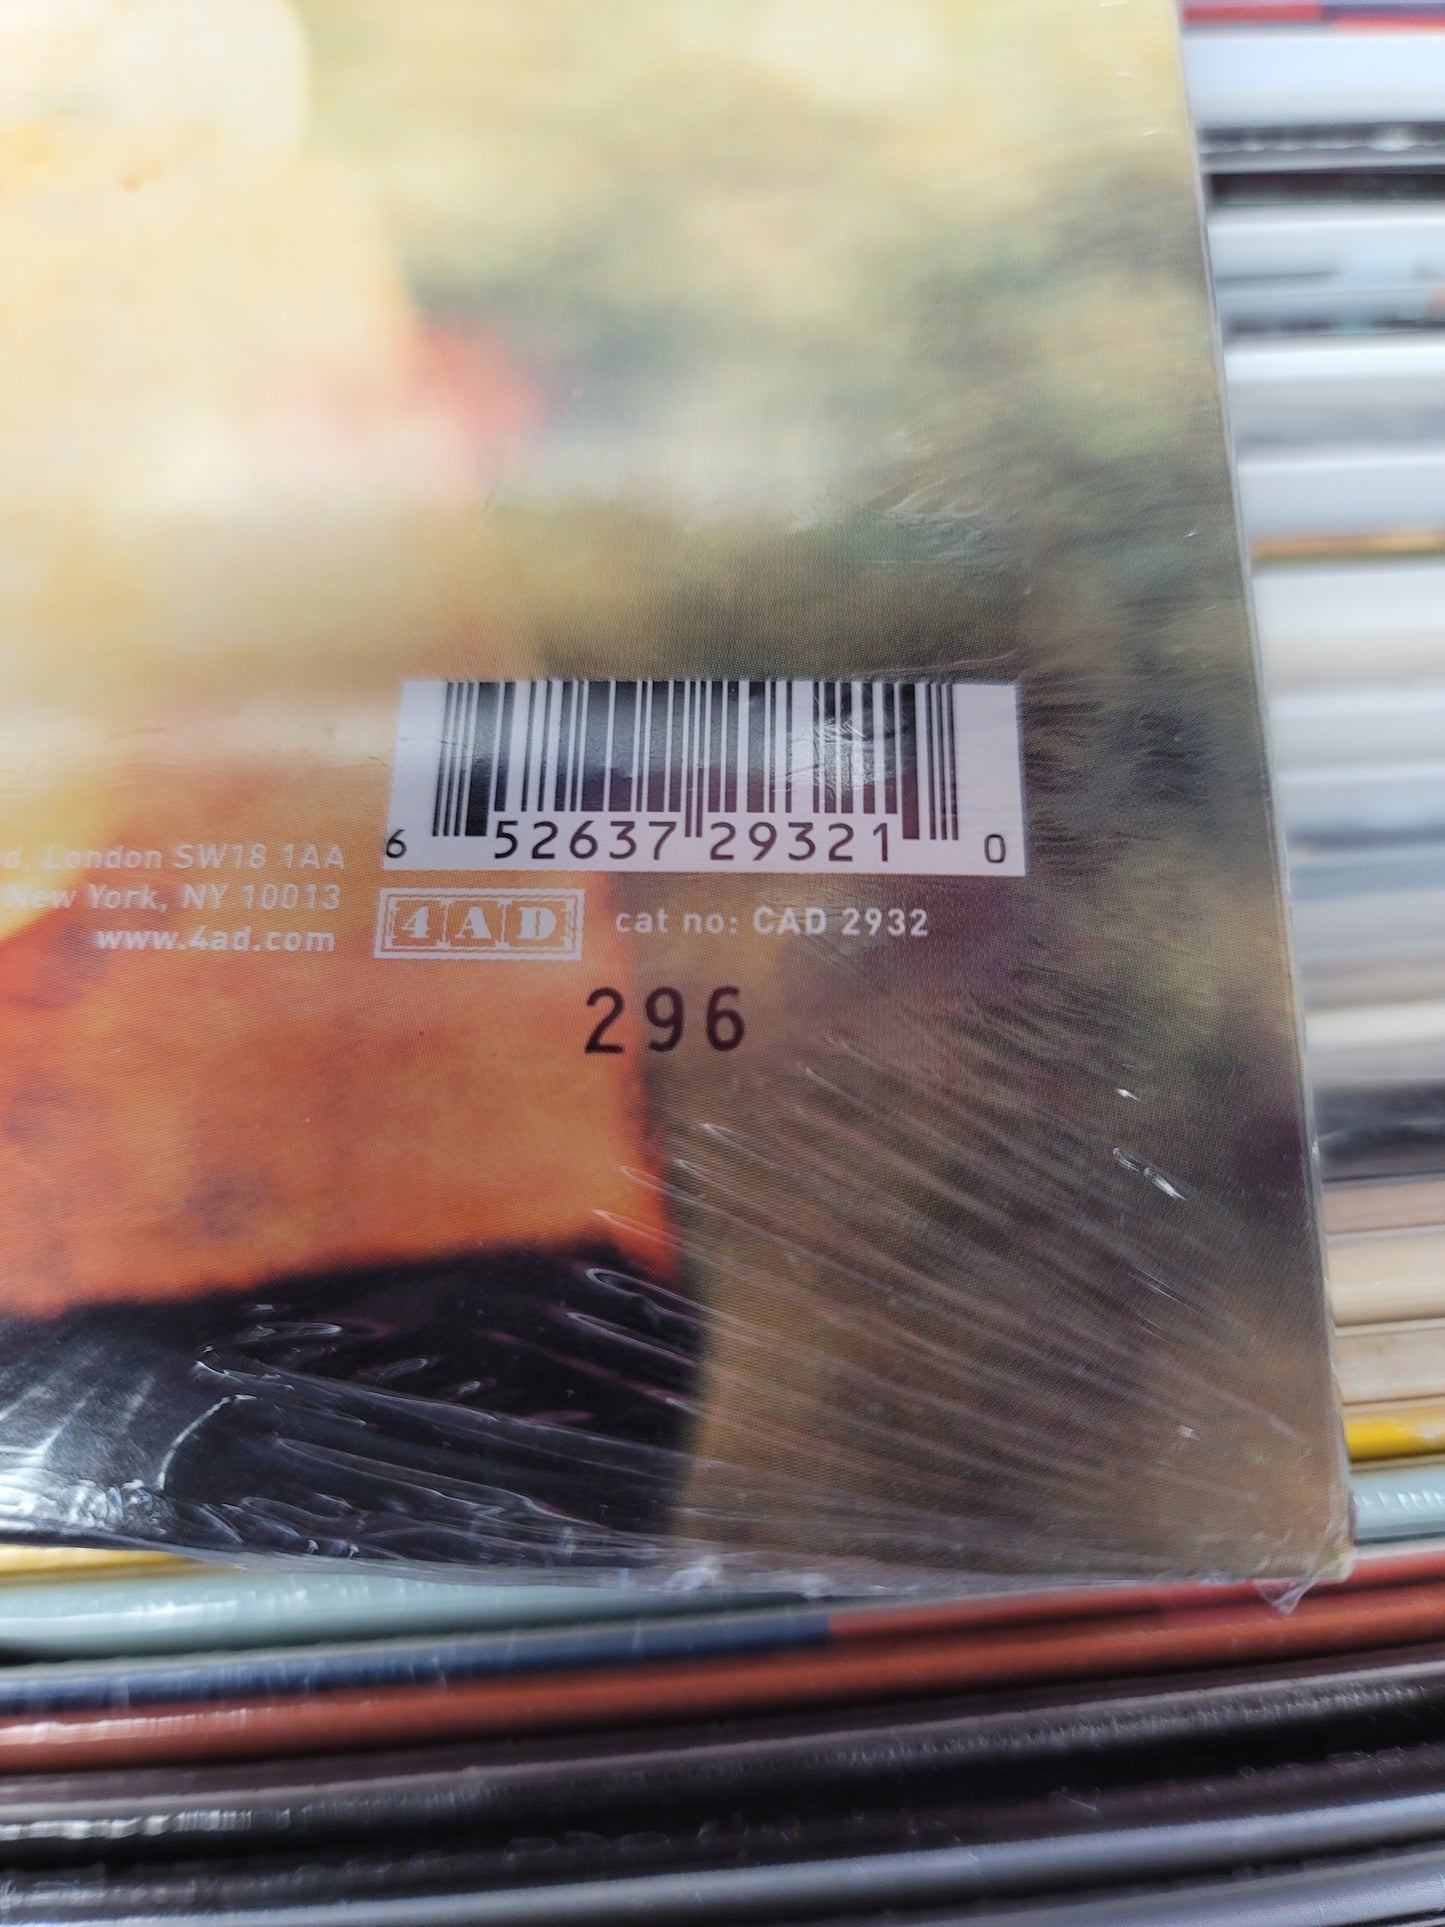 6 52637 29321 0
d, London SW18 1AA
New York, NY 10013
www.4ad.com
4AD
cat no: CAD 2932
296